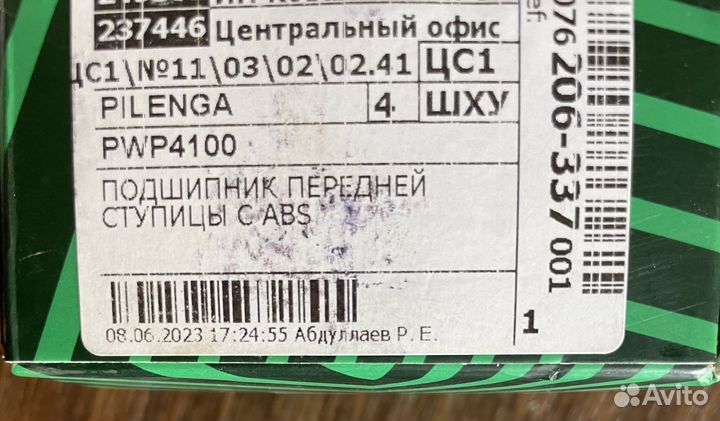 237446 Центральный офис
ЦС1\№11\03\02\02.41 ЦС1
PILENGA 4 ШХУ
PWP4100
ПОДШИПНИК ПЕРЕДНЕЙ
СТУПИЦЫ С ABS
08.06.2023 17:24:55 Абдуллаев Р. Е.
1
ef.
076 206-337 001
Avito